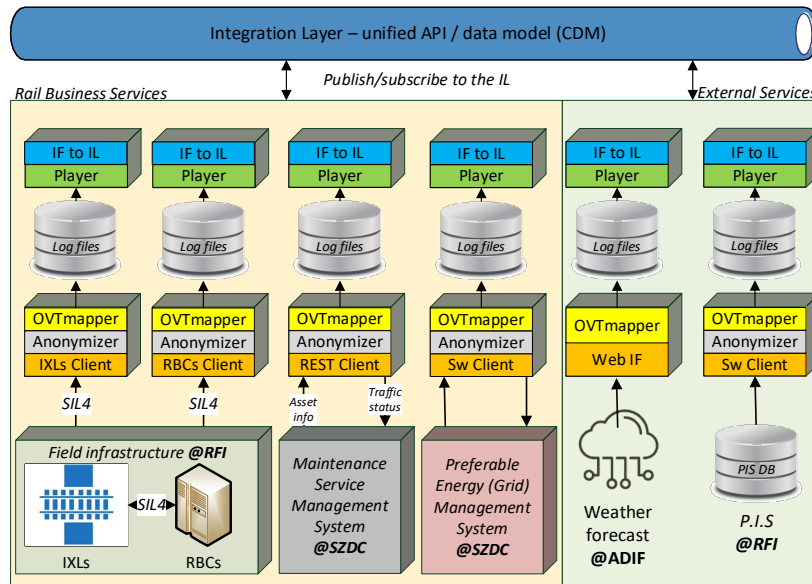 Integration Layer – unified API / data model (CDM)
Publish/subscribe to the IL
Rail Business Services
External Services
IF to IL
IF to IL
IF to IL
IF to IL
IF to IL
IF to IL
Player
Player
Player
Player
Player
Player
Log files
Log files
Log files
Log files
Log files
Log files
OVTmapper
OVTmapper
OVTmapper
OVTmapper
OVTmapper
OVTmapper
Anonymizer
Anonymizer
Anonymizer
Anonymizer
Anonymizer
IXLs Client
RBCs Client
REST Client
Sw Client
Web IF
Sw Client
SIL4
SIL4
Asset
info
Traffic
status
Field infrastructure @RFI
SIL4
IXLs
RBCs
Maintenance
Service
Management
System
@SZDC
Preferable
Energy (Grid)
Management
System
@SZDC
Weather
forecast
@ADIF
PIS DB
P.I.S
@RFI